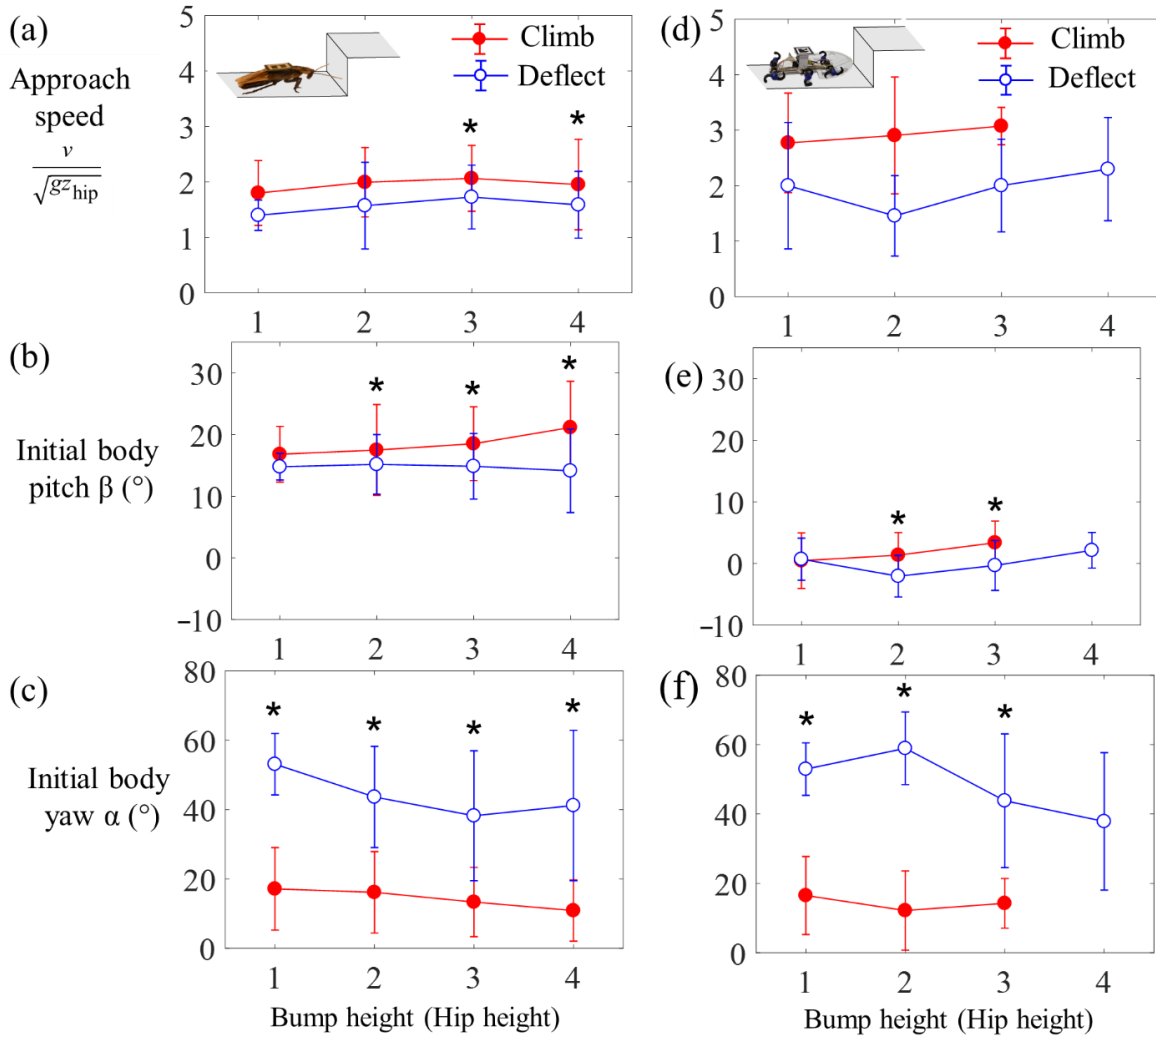 (a)
Approach
speed
v
√gz_hip
5
4
3
2
1
0
Climb
Deflect
* *
1 2 3 4
(d)
5
4
3
2
1
0
Climb
Deflect
1 2 3 4
(b)
Initial body
pitch β (°)
30
20
10
0
−10
* * *
1 2 3 4
(e)
30
20
10
0
−10
* *
1 2 3 4
(c)
Initial body
yaw α (°)
80
60
40
20
0
* * * *
1 2 3 4
Bump height (Hip height)
(f)
80
60
40
20
0
* * *
1 2 3 4
Bump height (Hip height)